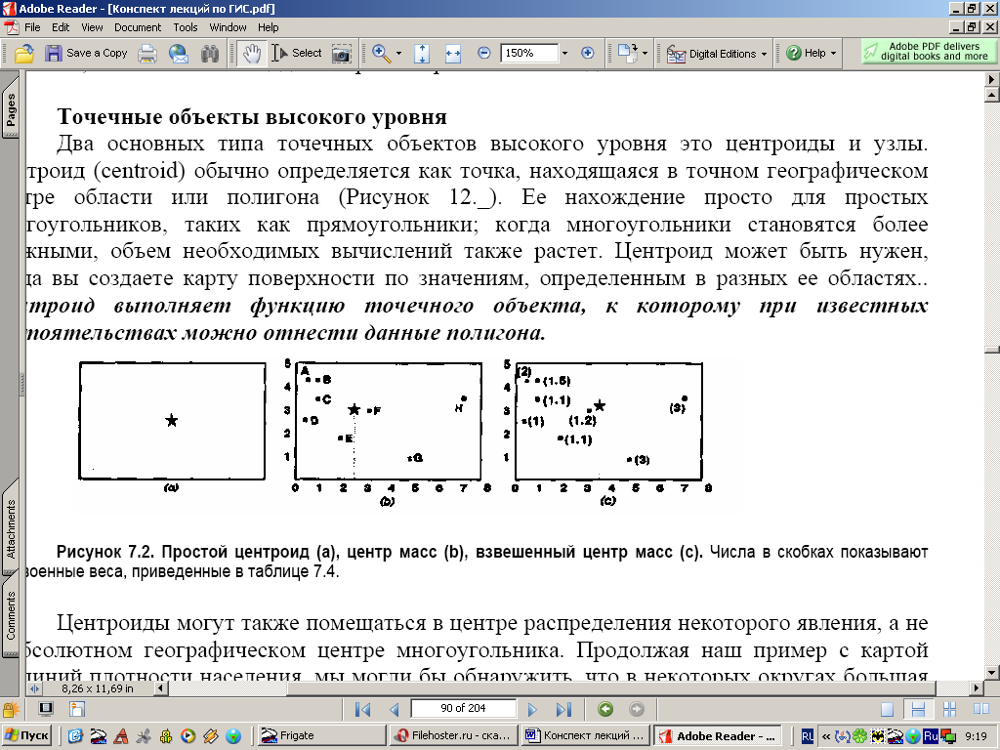 Adobe Reader - [Конспект лекций по ГИС.pdf]
File Edit View Document Tools Window Help
Save a Copy Select 150% Digital Editions Help Adobe PDF delivers
digital books and more
Pages
Точечные объекты высокого уровня
Два основных типа точечных объектов высокого уровня это центроиды и узлы.
троид (centroid) обычно определяется как точка, находящаяся в точном географическом
тре области или полигона (Рисунок 12._). Ее нахождение просто для простых
гоугольников, таких как прямоугольники; когда многоугольники становятся более
жными, объем необходимых вычислений также растет. Центроид может быть нужен,
да вы создаете карту поверхности по значениям, определенным в разных ее областях..
троид выполняет функцию точечного объекта, к которому при известных
тоятельствах можно отнести данные полигона.
(a)
5 4 3 2 1
A B C D E F G H
0 1 2 3 4 5 6 7 8
(b)
5 4 3 2 1
(2) (1.5) (1.1) (1) (1.2) (1.1) (3) (3)
0 1 2 3 4 5 6 7 8
(c)
Рисунок 7.2. Простой центроид (a), центр масс (b), взвешенный центр масс (c). Числа в скобках показывают
военные веса, приведенные в таблице 7.4.
Attachments
Comments
Центроиды могут также помещаться в центре распределения некоторого явления, а не
бсолютном географическом центре многоугольника. Продолжая наш пример с картой
линий плотности населения, мы могли бы обнаружить, что в некоторых округах большая
8,26 x 11,69 in
90 of 204
Пуск Frigate Filehoster.ru - ска... Конспект лекций ... Adobe Reader - ... RL « Ru 9:19